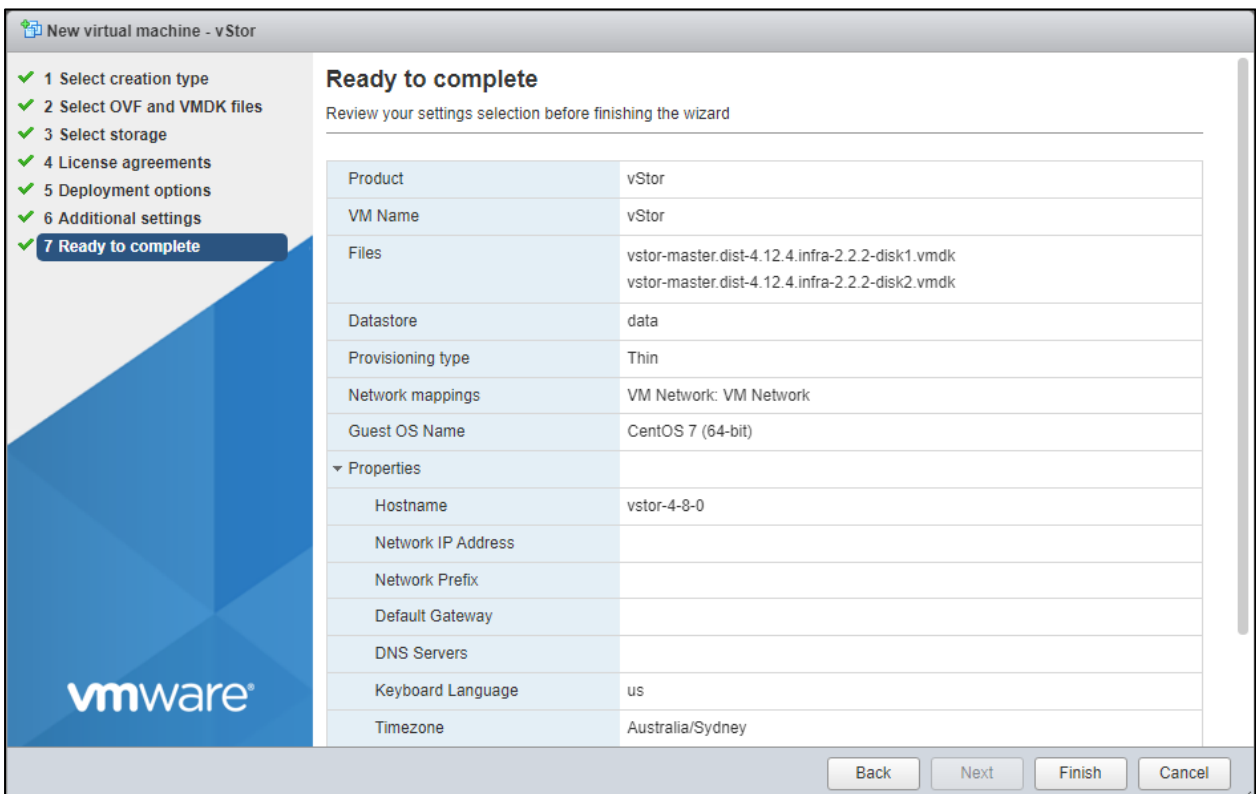 New virtual machine - vStor
1 Select creation type
2 Select OVF and VMDK files
3 Select storage
4 License agreements
5 Deployment options
6 Additional settings
7 Ready to complete
vmware®
Ready to complete
Review your settings selection before finishing the wizard
Product vStor
VM Name vStor
Files vstor-master.dist-4.12.4.infra-2.2.2-disk1.vmdk
vstor-master.dist-4.12.4.infra-2.2.2-disk2.vmdk
Datastore data
Provisioning type Thin
Network mappings VM Network: VM Network
Guest OS Name CentOS 7 (64-bit)
Properties
Hostname vstor-4-8-0
Network IP Address
Network Prefix
Default Gateway
DNS Servers
Keyboard Language us
Timezone Australia/Sydney
Back Next Finish Cancel